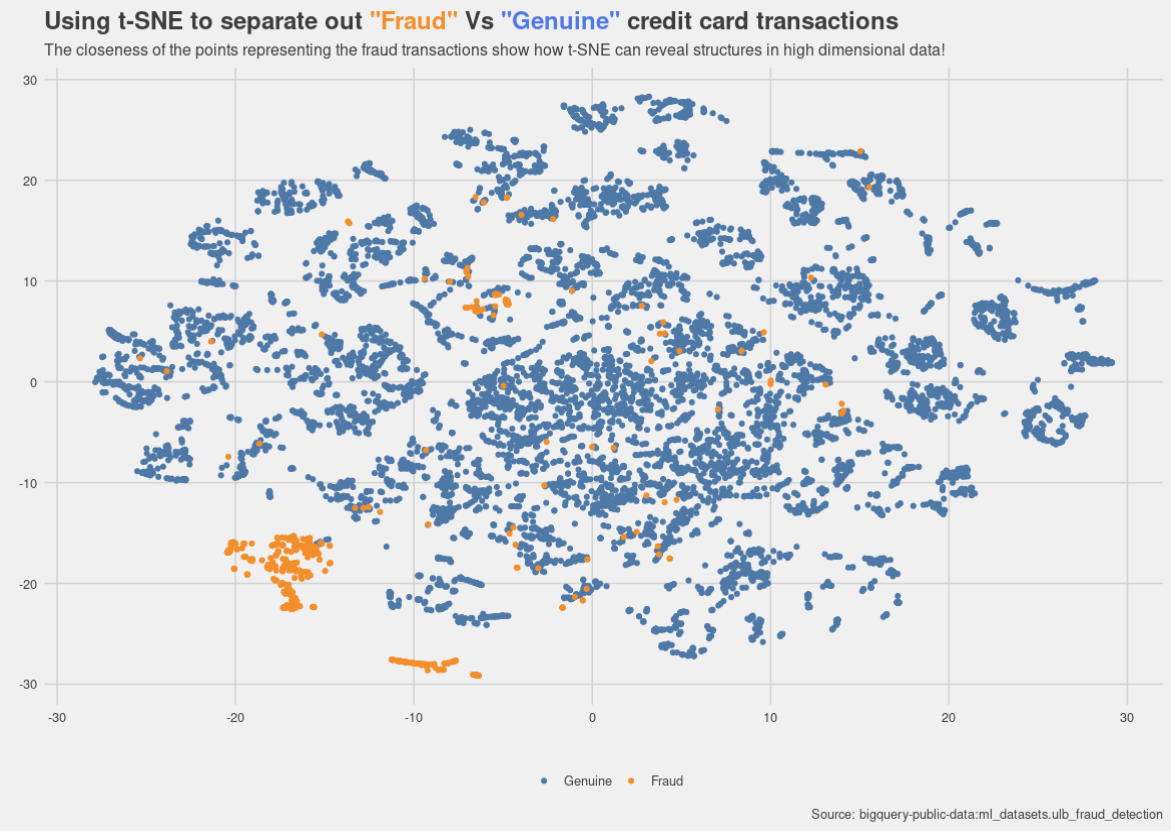 Using t-SNE to separate out "Fraud" Vs "Genuine" credit card transactions
The closeness of the points representing the fraud transactions show how t-SNE can reveal structures in high dimensional data!
30
20
10
0
-10
-20
-30
-30 -20 -10 0 10 20 30
Genuine Fraud
Source: bigquery-public-data:ml_datasets.ulb_fraud_detection